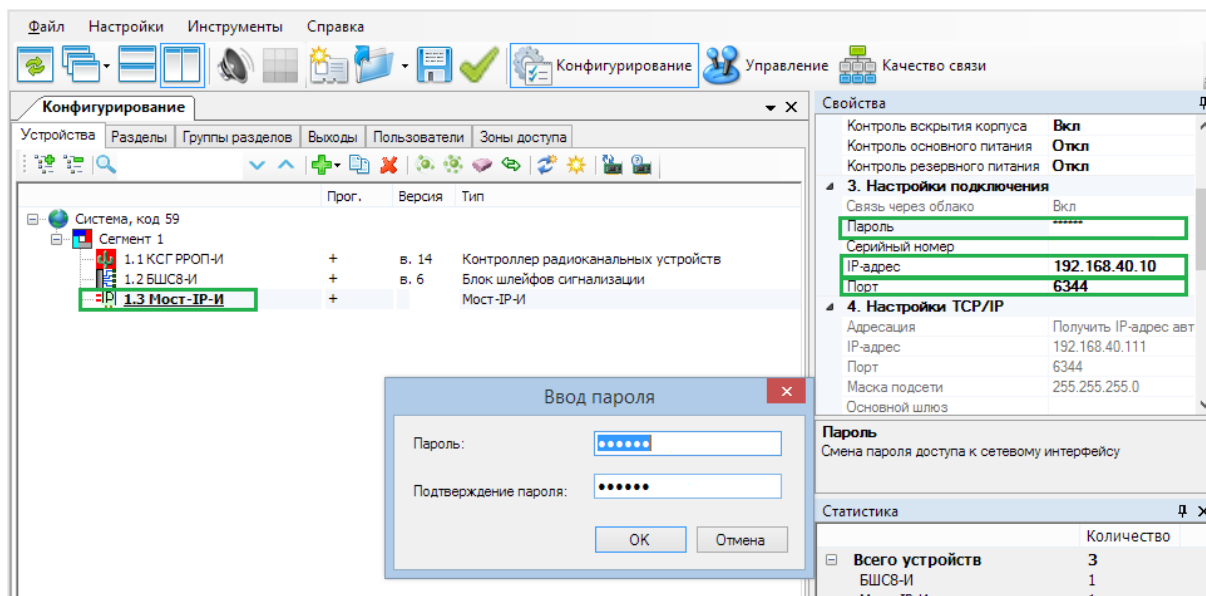 Файл Настройки Инструменты Справка
Конфигурирование Управление Качество связи
Конфигурирование
Устройства Разделы Группы разделов Выходы Пользователи Зоны доступа
Прог. Версия Тип
Система, код 59
Сегмент 1
1.1 КСГ РРОП-И + в. 14 Контроллер радиоканальных устройств
1.2 БШС8-И + в. 6 Блок шлейфов сигнализации
1.3 Мост-IP-И + Мост-IP-И
Ввод пароля
Пароль: ●●●●●●
Подтверждение пароля: ●●●●●●
OK Отмена
Свойства
Контроль вскрытия корпуса Вкл
Контроль основного питания Откл
Контроль резервного питания Откл
3. Настройки подключения
Связь через облако Вкл
Пароль ******
Серийный номер
IP-адрес 192.168.40.10
Порт 6344
4. Настройки TCP/IP
Адресация Получить IP-адрес авт
IP-адрес 192.168.40.111
Порт 6344
Маска подсети 255.255.255.0
Основной шлюз
Пароль
Смена пароля доступа к сетевому интерфейсу
Статистика
Количество
Всего устройств 3
БШС8-И 1